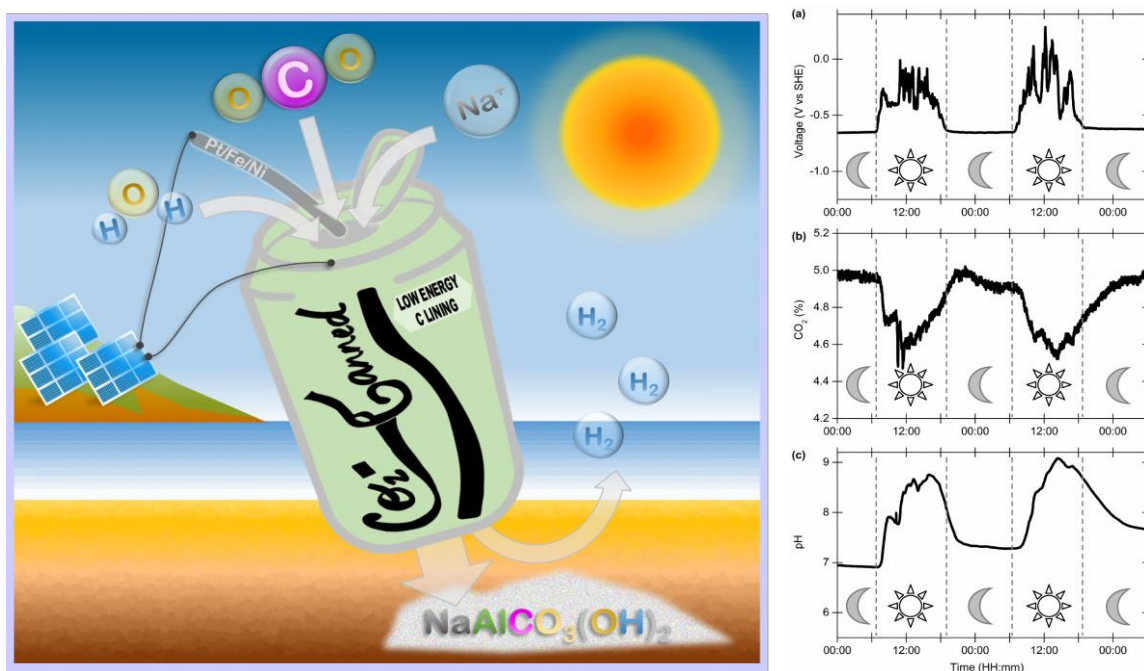 O C O
Na⁺
Pt/Fe/Ni
O
H H
LOW ENERGY
C LINING
CO₂ Canned
H₂
H₂
H₂
NaAlCO₃(OH)₂
(a)
Voltage (V vs SHE)
0.0
-0.5
-1.0
00:00 12:00 00:00 12:00 00:00
(b)
CO₂ (%)
5.2
5.0
4.8
4.6
4.4
4.2
00:00 12:00 00:00 12:00 00:00
(c)
pH
9
8
7
6
00:00 12:00 00:00 12:00 00:00
Time (HH:mm)